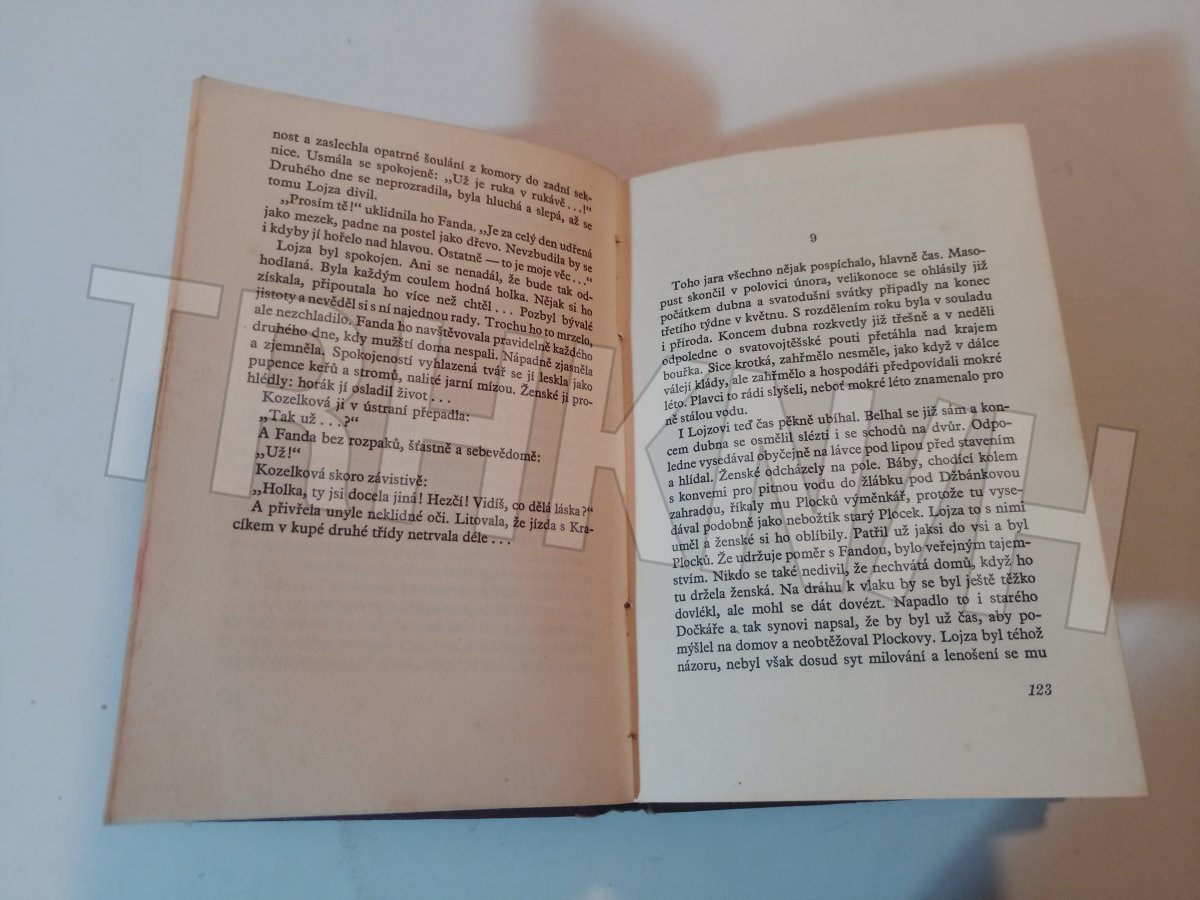 nost a zaslechla opatrné šoulání z komory do zadní sek-
nice. Usmála se spokojeně: „Už je ruka v rukávě . . .!“
Druhého dne se neprozradila, byla hluchá a slepá, až se
tomu Lojza divil.
„Prosím tě!“ uklidnila ho Fanda. „Je za celý den udřená
jako mezek, padne na postel jako dřevo. Nevzbudila by se
i kdyby jí hořelo nad hlavou. Ostatně — to je moje věc . . .“
Lojza byl spokojen. Ani se nenadál, že bude tak od-
hodlaná. Byla každým coulem hodná holka. Nějak si ho
získala, připoutala ho více než chtěl . . . Pozbyl bývalé
jistoty a nevěděl si s ní najednou rady. Trochu ho to mrzelo,
ale nezchladilo. Fanda ho navštěvovala pravidelně každého
druhého dne, kdy mužští doma nespali. Nápadně zjasněla
a zjemněla. Spokojeností vyhlazená tvář se jí leskla jako
pupence keřů a stromů, nalité jarní mízou. Ženské ji pro-
hlédly: horák jí osladil život . . .
Kozelková ji v ústraní přepadla:
„Tak už . . .?“
A Fanda bez rozpaků, šťastně a sebevědomě:
„Už!“
Kozelková skoro závistivě:
„Holka, ty jsi docela jiná! Hezčí! Vidíš, co dělá láska?“
A přivřela unyle neklidné oči. Litovala, že jízda s Krá-
cíkem v kupé druhé třídy netrvala déle . . .
9
Toho jara všechno nějak pospíchalo, hlavně čas. Maso-
pust skončil v polovici února, velikonoce se ohlásily již
počátkem dubna a svatodušní svátky připadly na konec
třetího týdne v květnu. S rozdělením roku byla v souladu
i příroda. Koncem dubna rozkvetly již třešně a v neděli
odpoledne o svatovojtěšské pouti přetáhla nad krajem
bouřka. Sice krotká, zahřmělo nesměle, jako když v dálce
válejí klády, ale zahřmělo a hospodáři předpovídali mokré
léto. Plavci to rádi slyšeli, neboť mokré léto znamenalo pro
ně stálou vodu.
I Lojzovi teď čas pěkně ubíhal. Belhal se již sám a kon-
cem dubna se osmělil slézti i se schodů na dvůr. Odpo-
ledne vysedával obyčejně na lávce pod lipou před stavením
a hlídal. Ženské odcházely na pole. Báby, chodící kolem
s konvemi pro pitnou vodu do žlábku pod Džbánkovou
zahradou, říkaly mu Plocků výměnkář, protože tu vyse-
dával podobně jako nebožtík starý Plocek. Lojza to s nimi
uměl a ženské si ho oblíbily. Patřil už jaksi do vsi a byl
Plocků. Že udržuje poměr s Fandou, bylo veřejným tajem-
stvím. Nikdo se také nedivil, že nechvátá domů, když ho
tu držela ženská. Na dráhu k vlaku by se byl ještě těžko
dovlékl, ale mohl se dát dovézt. Napadlo to i starého
Dočkáře a tak synovi napsal, že by byl už čas, aby po-
mýšlel na domov a neobtěžoval Plockovy. Lojza byl téhož
názoru, nebyl však dosud syt milování a lenošení se mu
123
TREKNIH